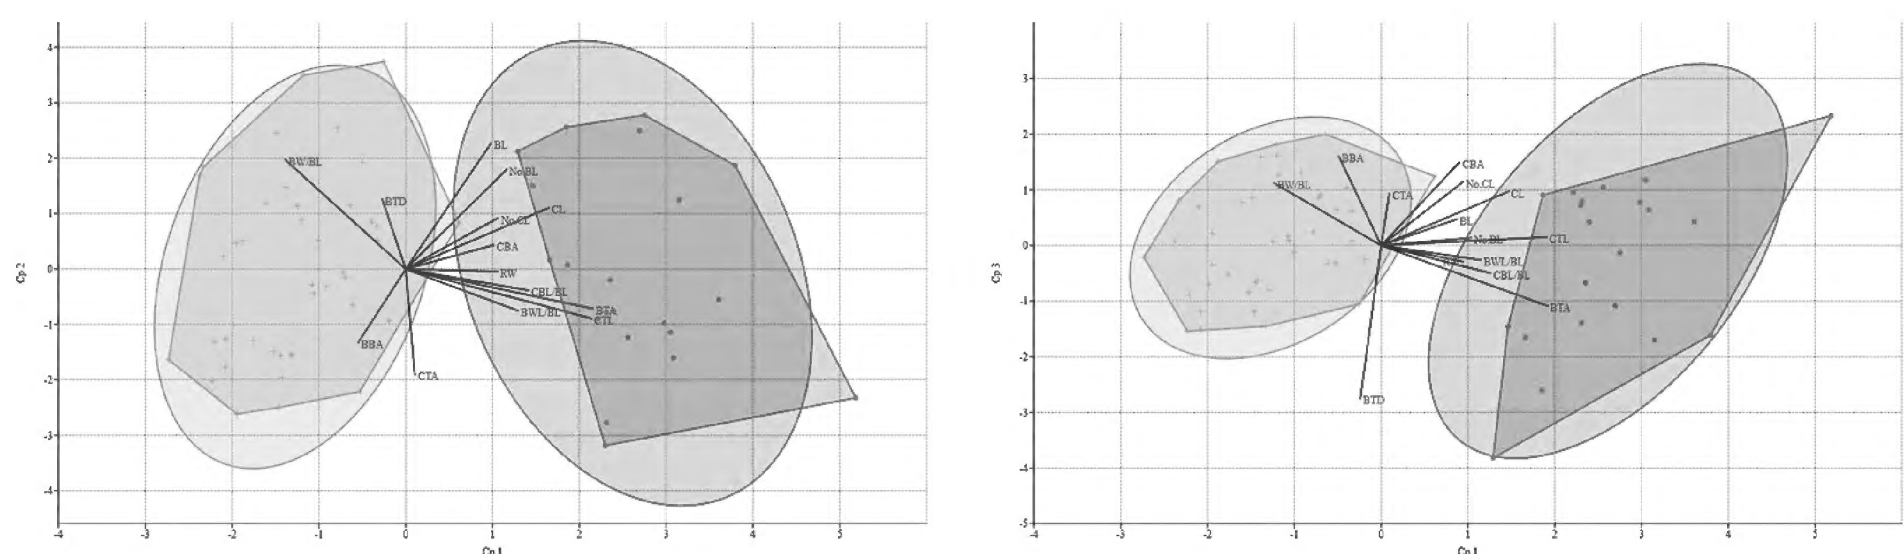 4
3
2
1
0
-1
-2
-3
-4
Cp 2
-4 -3 -2 -1 0 1 2 3 4 5
Cp 1
BW/BL
BTD
BL
No.BL
CL
No.CL
CBA
RW
CBL/BL
BWL/BL
BTA
CTL
BBA
CTA
3
2
1
0
-1
-2
-3
-4
-5
Cp 3
-4 -3 -2 -1 0 1 2 3 4 5
Cp 1
BBA
BW/BL
CTA
CBA
No.CL
CL
BL
No.BL
CTL
BWL/BL
CBL/BL
BTA
BTD